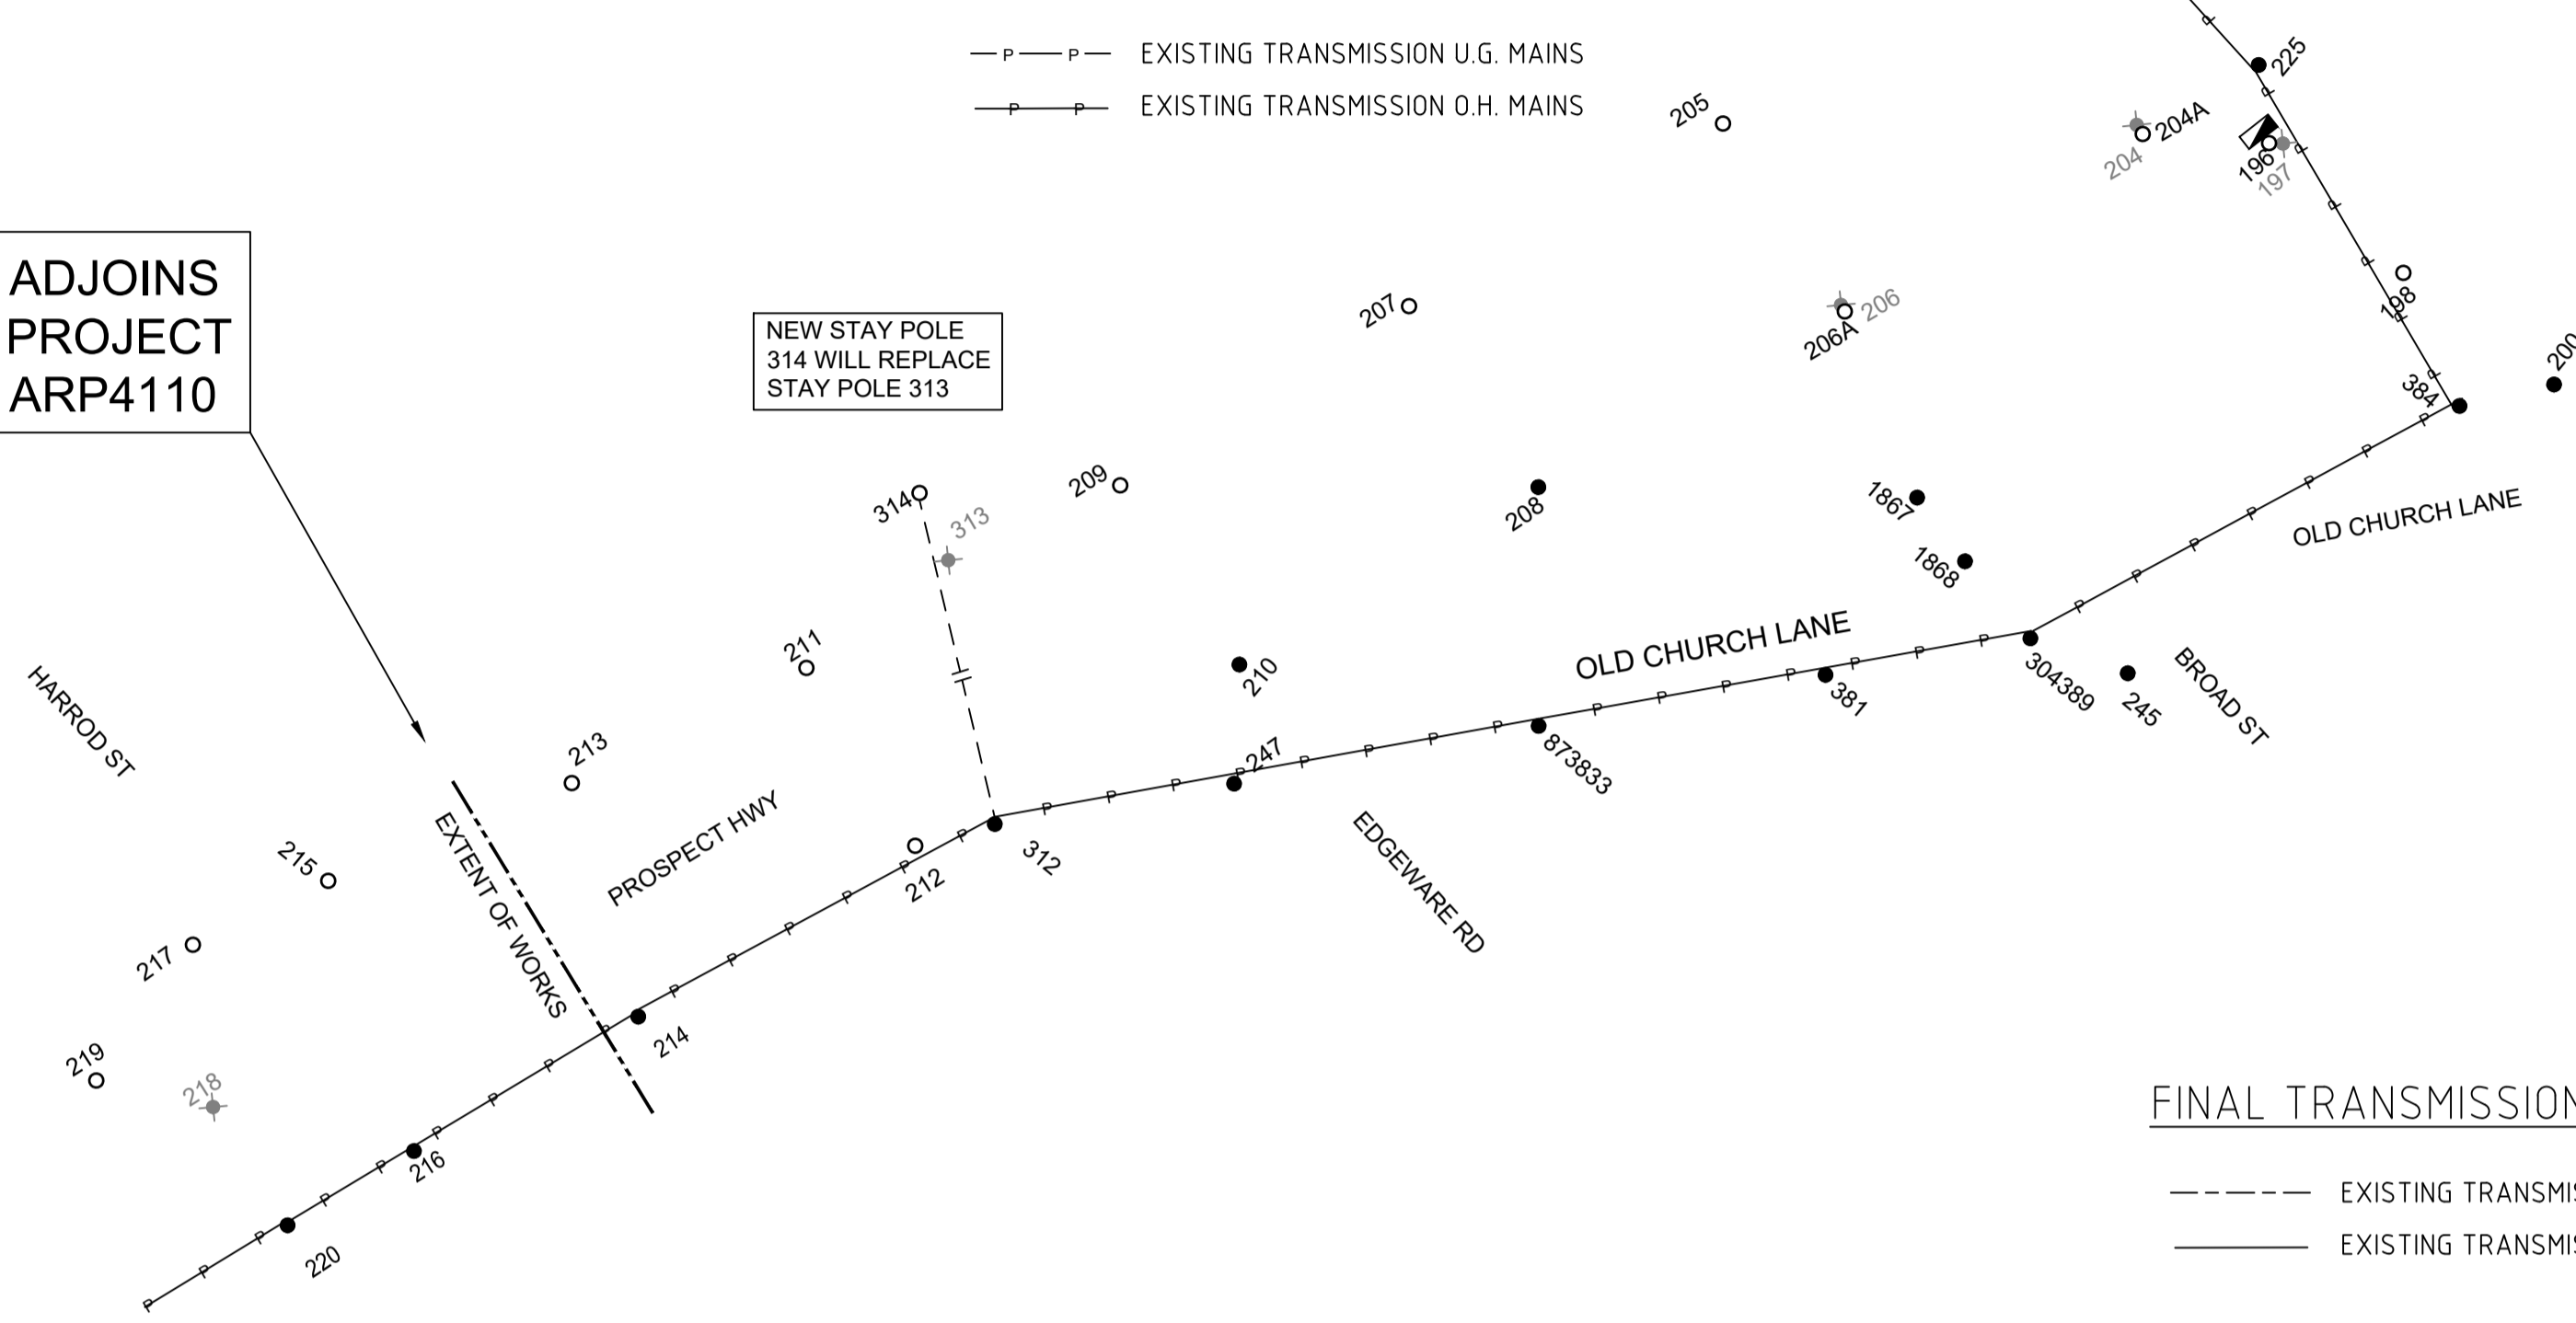 P P EXISTING TRANSMISSION U.G. MAINS
P P EXISTING TRANSMISSION O.H. MAINS
225
205
204A
204
196
197
ADJOINS
PROJECT
ARP4110
198
207
206
206A
NEW STAY POLE
314 WILL REPLACE
STAY POLE 313
200
384
314
209
313
208
1867
OLD CHURCH LANE
1868
OLD CHURCH LANE
211
210
HARROD ST
304389
245
BROAD ST
381
213
247
873833
PROSPECT HWY
EXTENT OF WORKS
312
212
EDGEWARE RD
215
217
214
219
218
216
220
FINAL TRANSMISSION
EXISTING TRANSMIS
EXISTING TRANSMIS